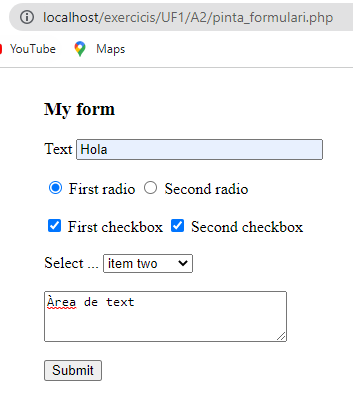 localhost/exercicis/UF1/A2/pinta_formulari.php
YouTube Maps
My form
Text Hola
First radio Second radio
First checkbox Second checkbox
Select ... item two
Àrea de text
Submit